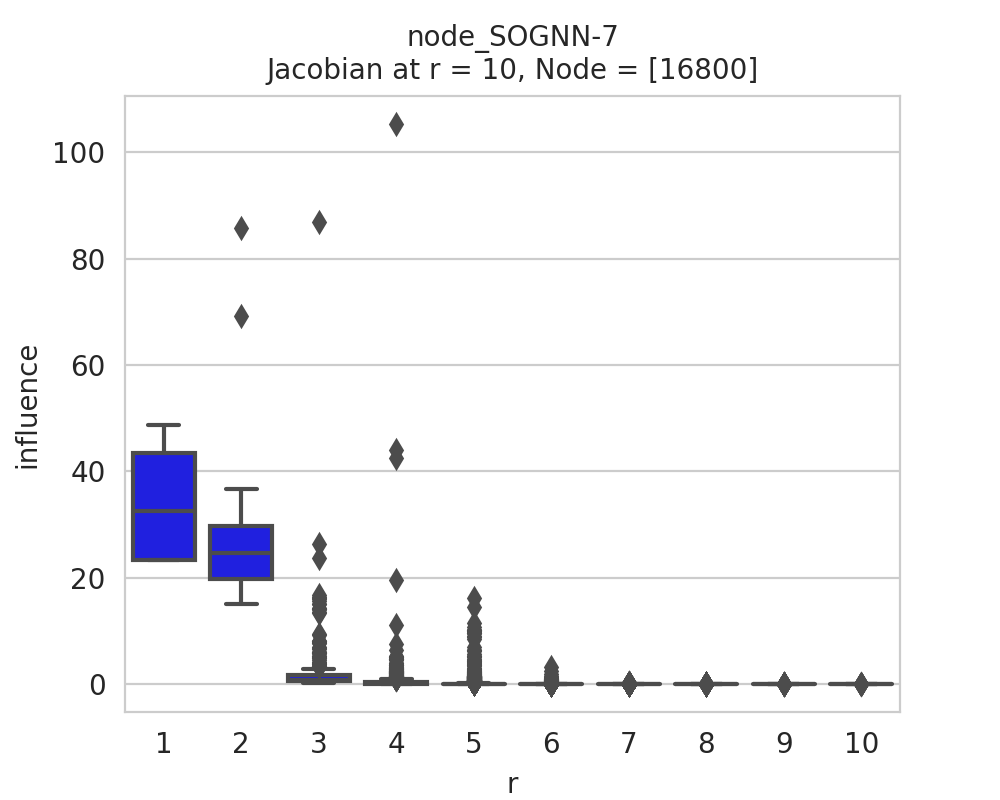 node_SOGNN-7
Jacobian at r = 10, Node = [16800]
influence
100
80
60
40
20
0
1 2 3 4 5 6 7 8 9 10
r